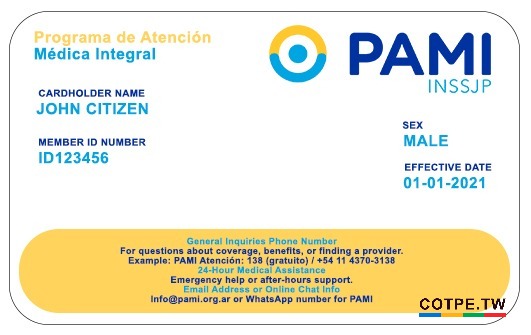 Programa de Atención
Médica Integral
PAMI
INSSJP
CARDHOLDER NAME
JOHN CITIZEN
MEMBER ID NUMBER
ID123456
SEX
MALE
EFFECTIVE DATE
01-01-2021
General Inquiries Phone Number
For questions about coverage, benefits, or finding a provider.
Example: PAMI Atención: 138 (gratuito) / +54 11 4370-3138
24-Hour Medical Assistance
Emergency help or after-hours support.
Email Address or Online Chat Info
info@pami.org.ar or WhatsApp number for PAMI
COTPE.TW